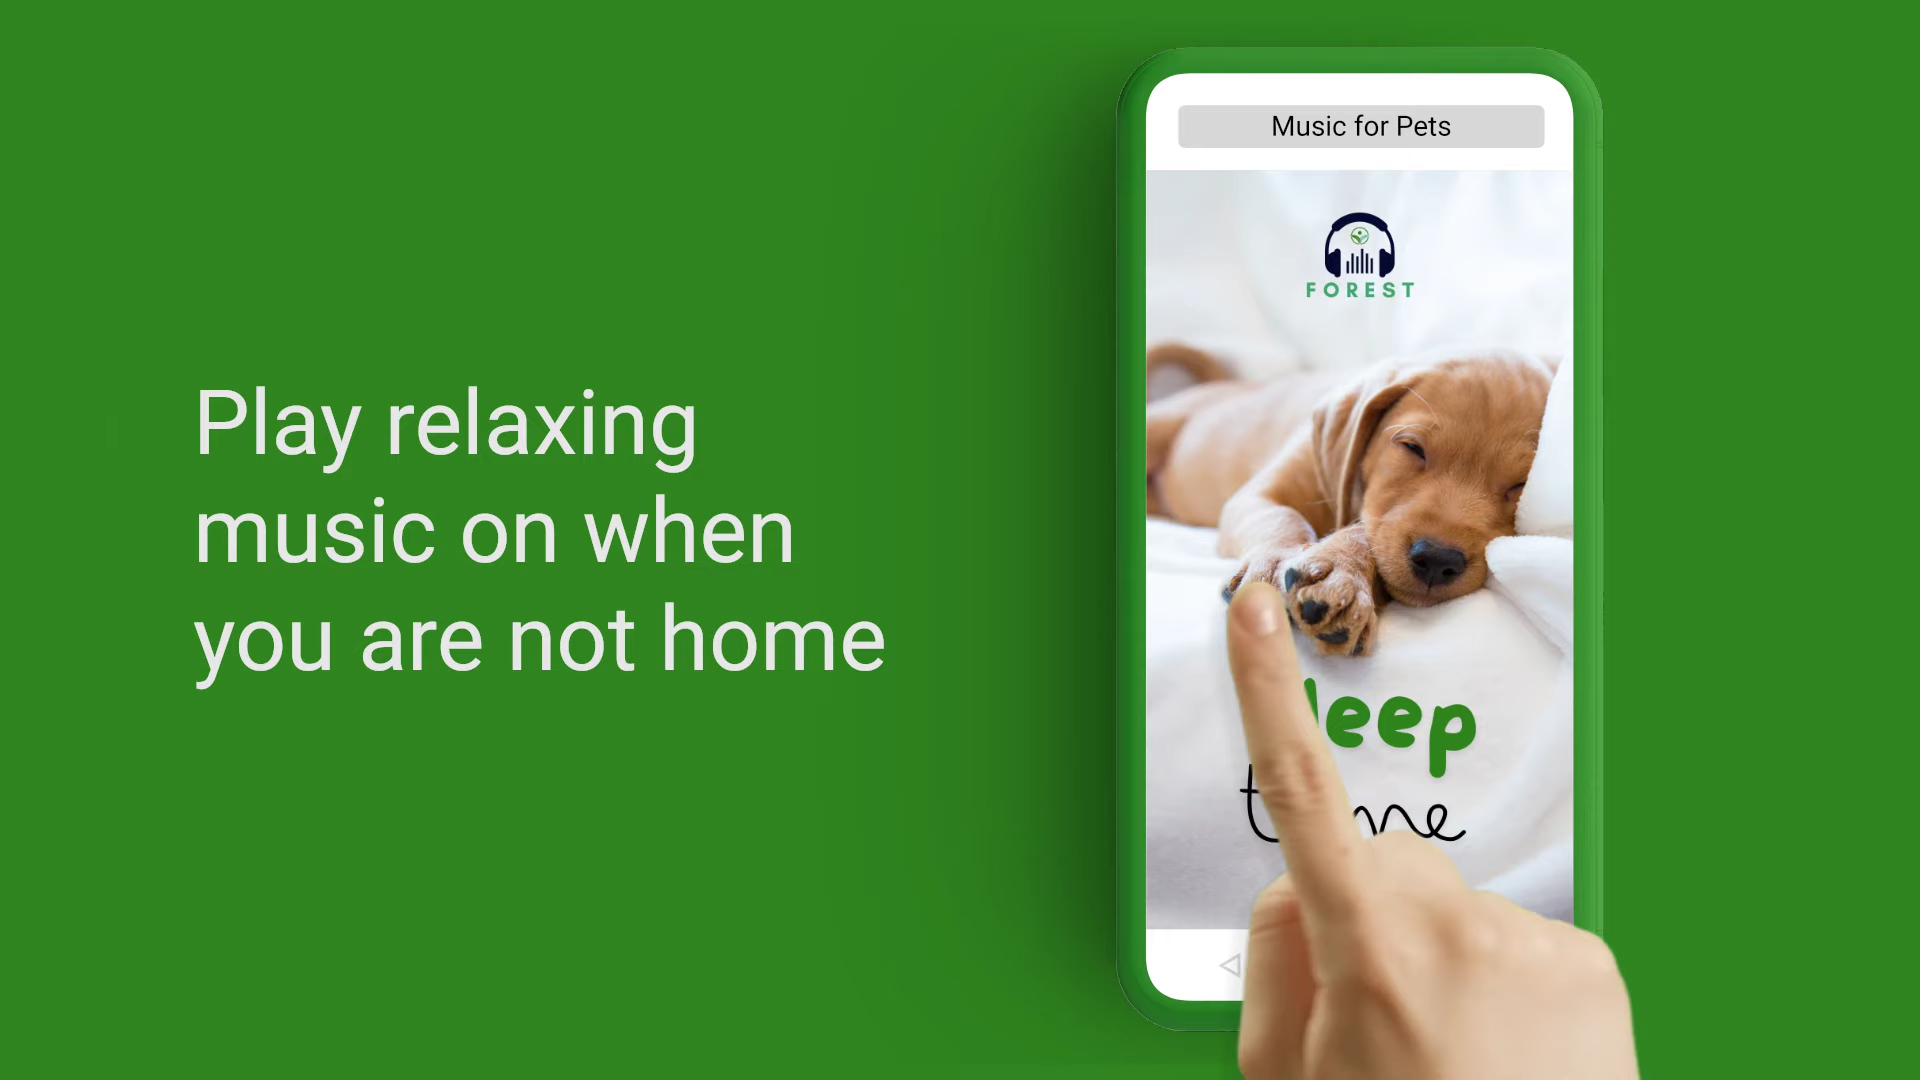 Play relaxing
music on when
you are not home
Music for Pets
FOREST